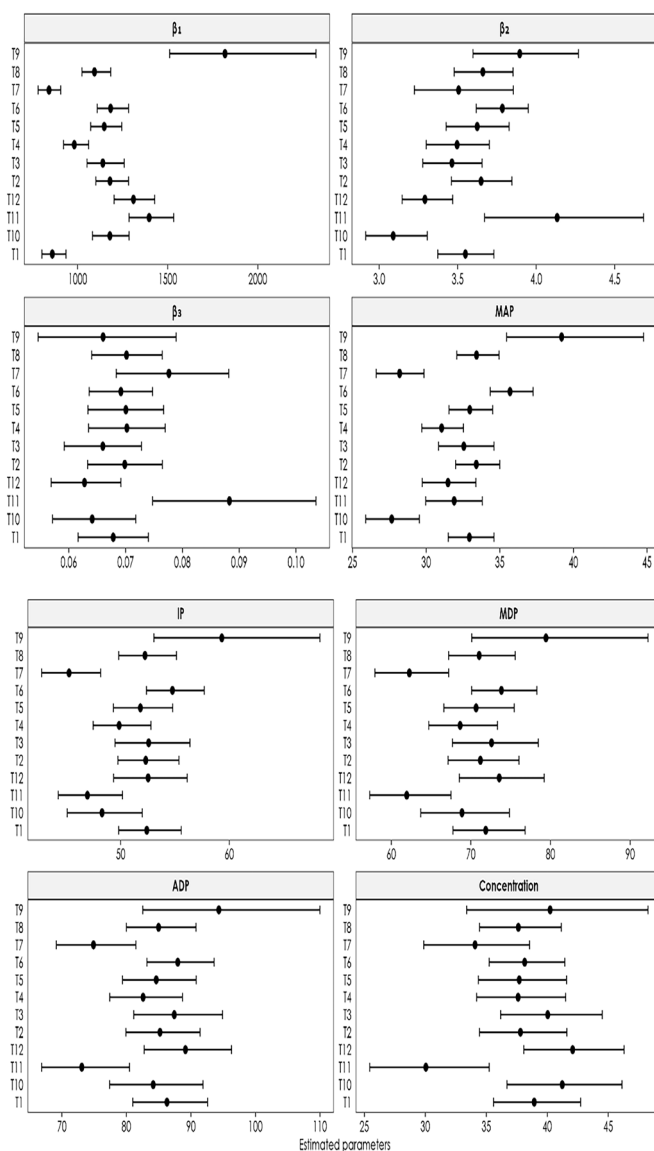 β₁ β₂
T9 T9
T8 T8
T7 T7
T6 T6
T5 T5
T4 T4
T3 T3
T2 T2
T12 T12
T11 T11
T10 T10
T1 T1
1000 1500 2000 3.0 3.5 4.0 4.5
β₃ MAP
T9 T9
T8 T8
T7 T7
T6 T6
T5 T5
T4 T4
T3 T3
T2 T2
T12 T12
T11 T11
T10 T10
T1 T1
0.06 0.07 0.08 0.09 0.10 25 30 35 40 45
IP MDP
T9 T9
T8 T8
T7 T7
T6 T6
T5 T5
T4 T4
T3 T3
T2 T2
T12 T12
T11 T11
T10 T10
T1 T1
50 60 60 70 80 90
ADP Concentration
T9 T9
T8 T8
T7 T7
T6 T6
T5 T5
T4 T4
T3 T3
T2 T2
T12 T12
T11 T11
T10 T10
T1 T1
70 80 90 100 110 25 30 35 40 45
Estimated parameters